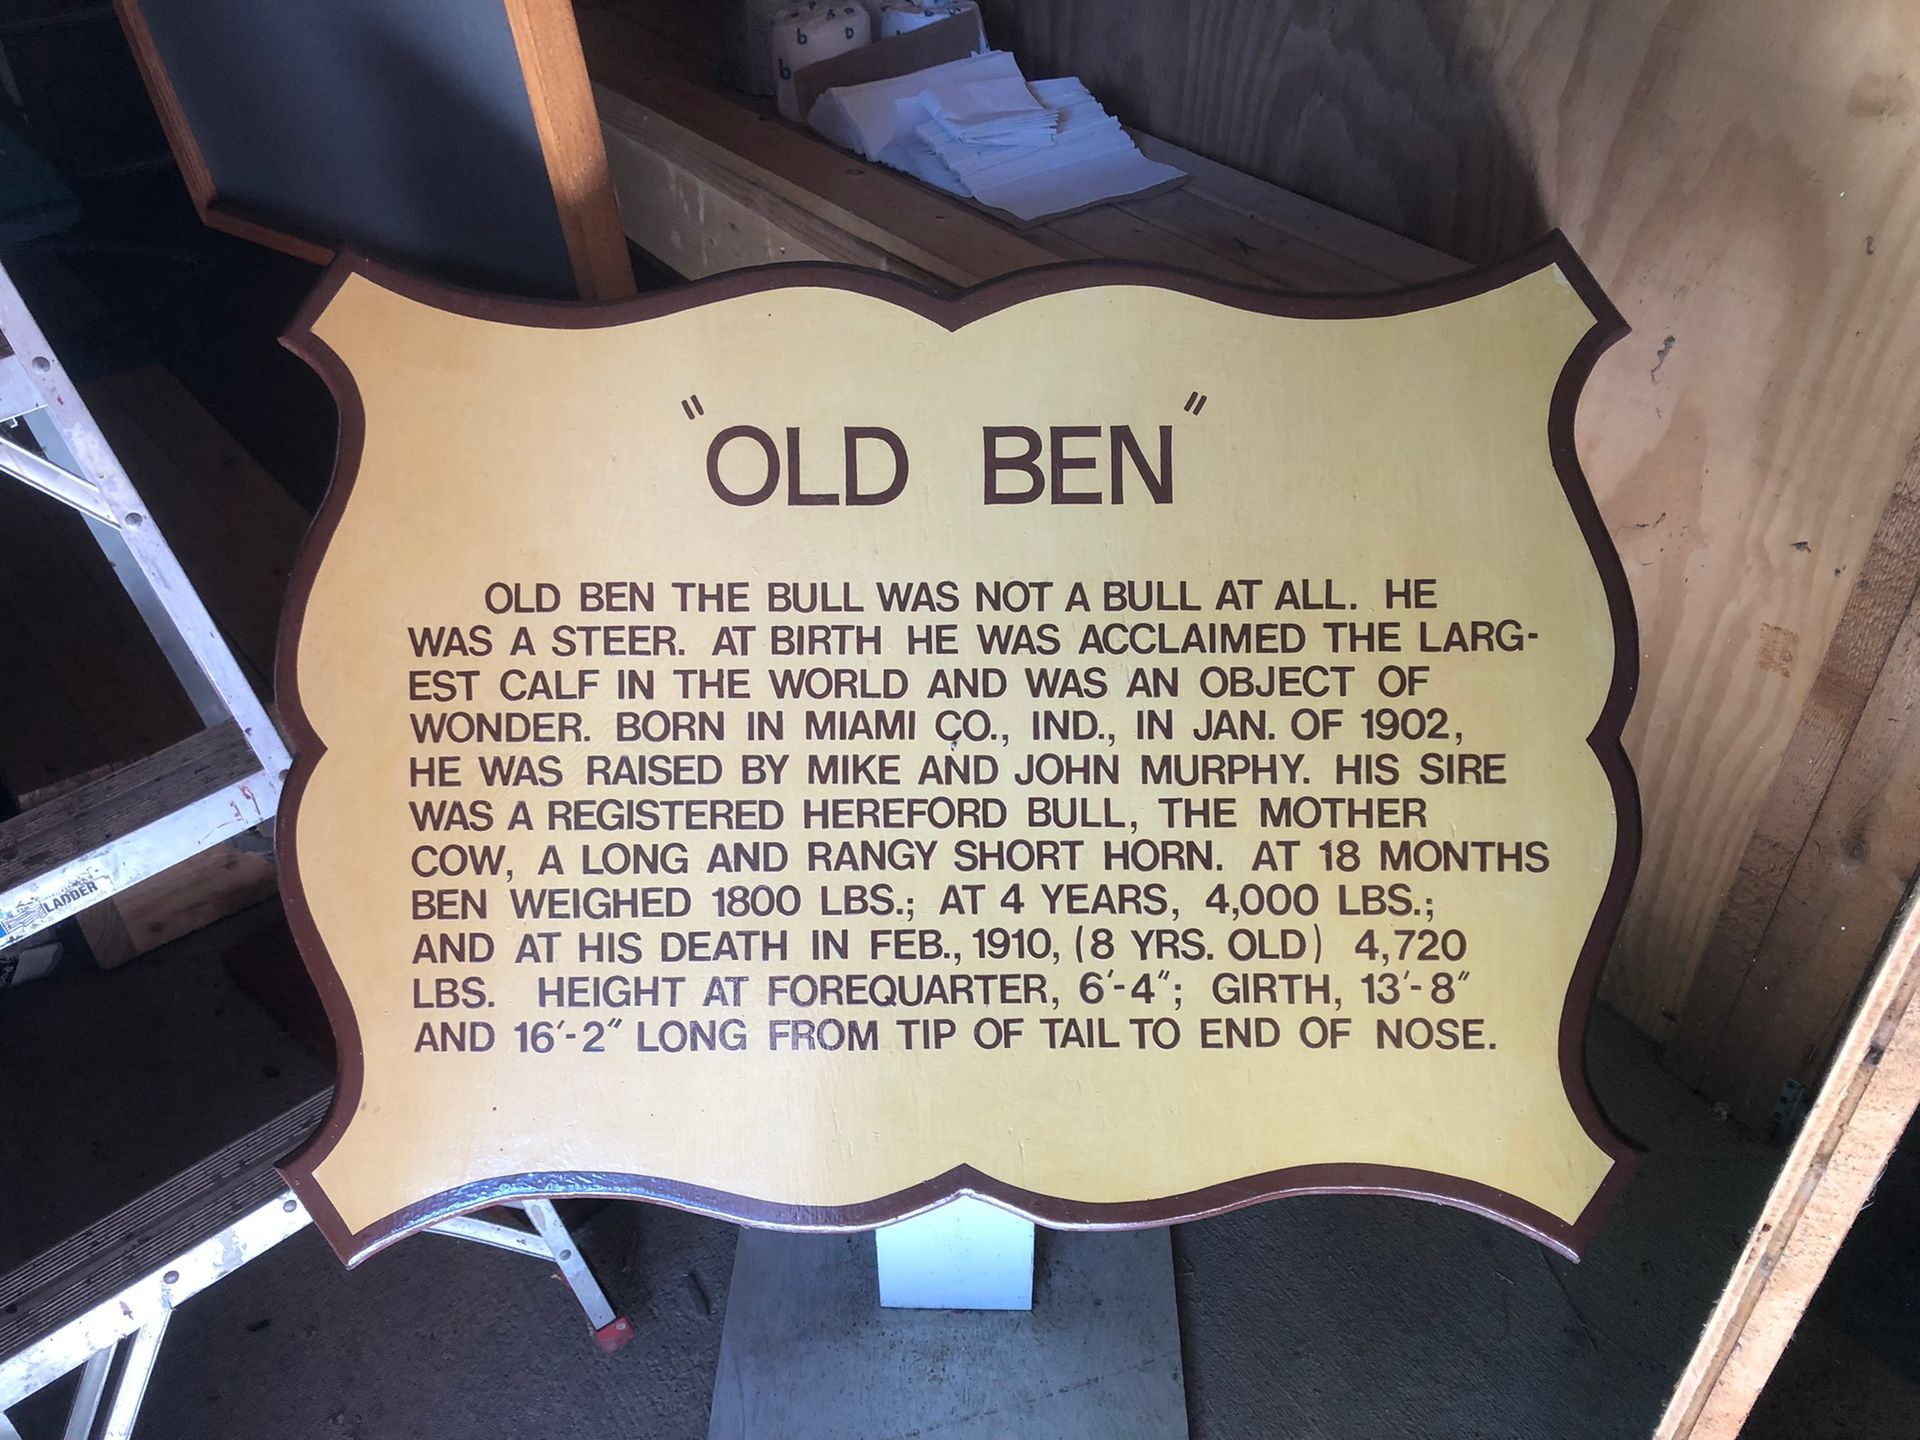 "OLD BEN"
OLD BEN THE BULL WAS NOT A BULL AT ALL. HE
WAS A STEER. AT BIRTH HE WAS ACCLAIMED THE LARG-
EST CALF IN THE WORLD AND WAS AN OBJECT OF
WONDER. BORN IN MIAMI CO., IND., IN JAN. OF 1902,
HE WAS RAISED BY MIKE AND JOHN MURPHY. HIS SIRE
WAS A REGISTERED HEREFORD BULL, THE MOTHER
COW, A LONG AND RANGY SHORT HORN. AT 18 MONTHS
BEN WEIGHED 1800 LBS.; AT 4 YEARS, 4,000 LBS.;
AND AT HIS DEATH IN FEB., 1910, (8 YRS. OLD) 4,720
LBS. HEIGHT AT FOREQUARTER, 6'-4"; GIRTH, 13'-8"
AND 16'-2" LONG FROM TIP OF TAIL TO END OF NOSE.
LADDER